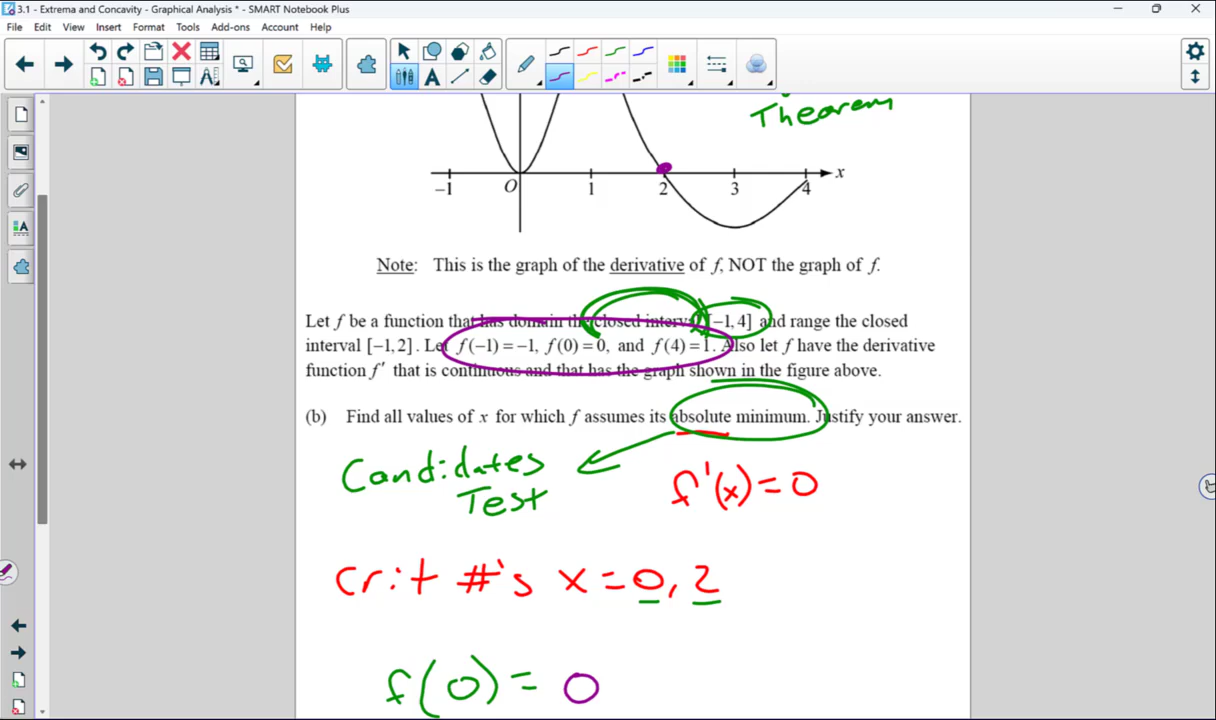 3.1 - Extrema and Concavity - Graphical Analysis * - SMART Notebook Plus
File Edit View Insert Format Tools Add-ons Account Help
Theorem
-1 O 1 2 3 4 x
Note: This is the graph of the derivative of f, NOT the graph of f.
Let f be a function that has domain the closed interval [−1, 4] and range the closed
interval [−1, 2]. Let f(−1) = −1, f(0) = 0, and f(4) = 1. Also let f have the derivative
function f′ that is continuous and that has the graph shown in the figure above.
(b) Find all values of x for which f assumes its absolute minimum. Justify your answer.
Candidates
Test
f'(x) = 0
Crit #'s x = 0, 2
f(0) = 0